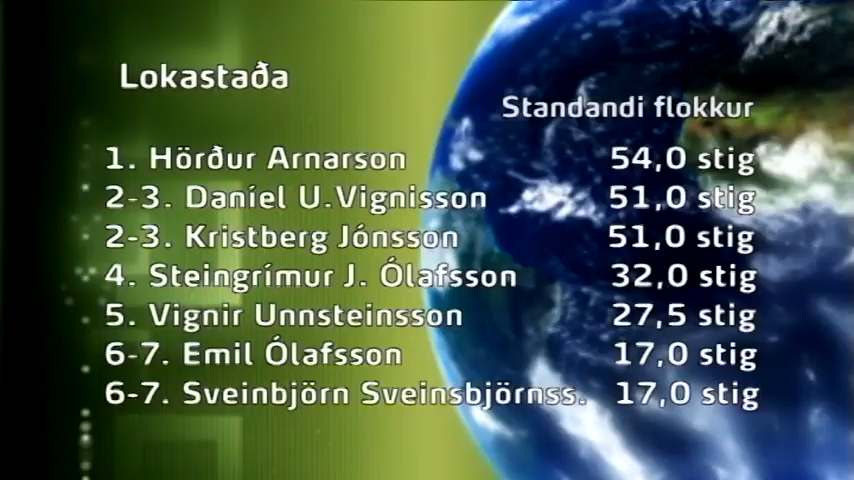 Lokastaða
Standandi flokkur
1. Hörður Arnarson 54,0 stig
2-3. Daníel U.Vignisson 51,0 stig
2-3. Kristberg Jónsson 51,0 stig
4. Steingrímur J. Ólafsson 32,0 stig
5. Vignir Unnsteinsson 27,5 stig
6-7. Emil Ólafsson 17,0 stig
6-7. Sveinbjörn Sveinsbjörnss. 17,0 stig